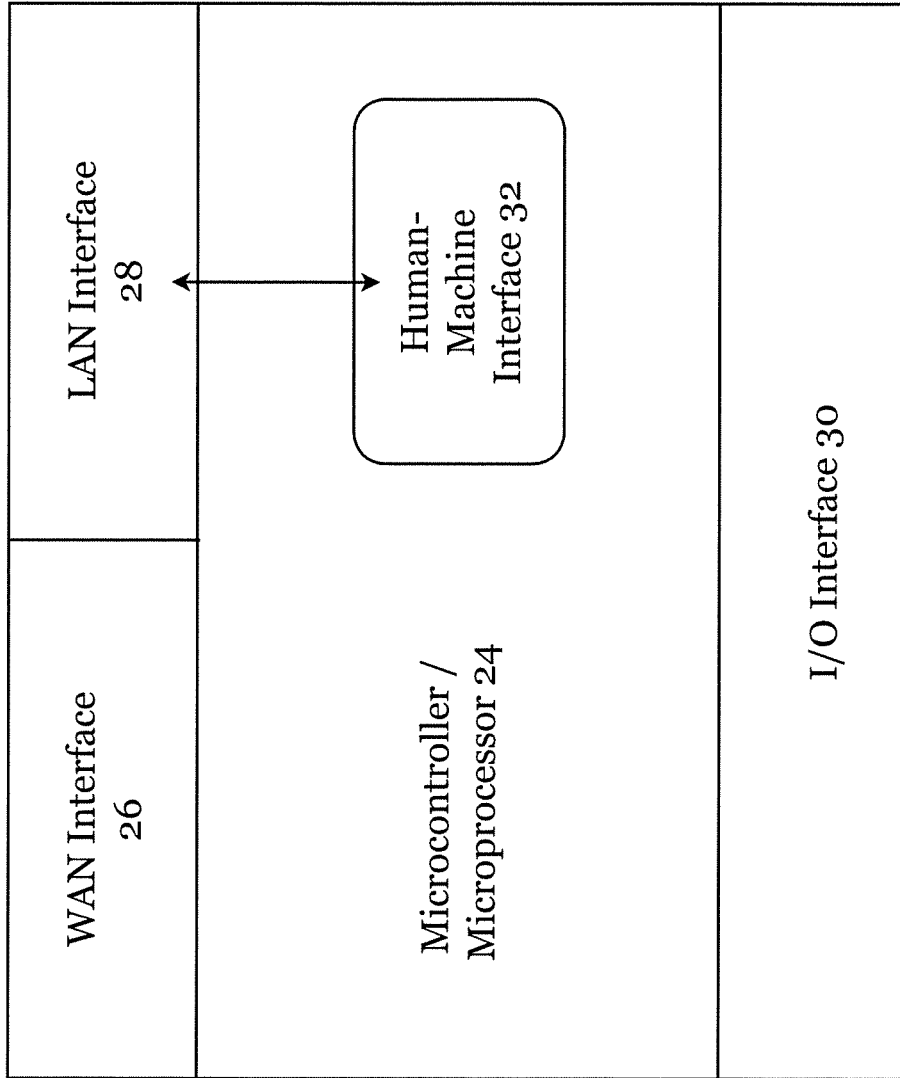 WAN Interface
26
LAN Interface
28
Microcontroller /
Microprocessor 24
Human-
Machine
Interface 32
I/O Interface 30